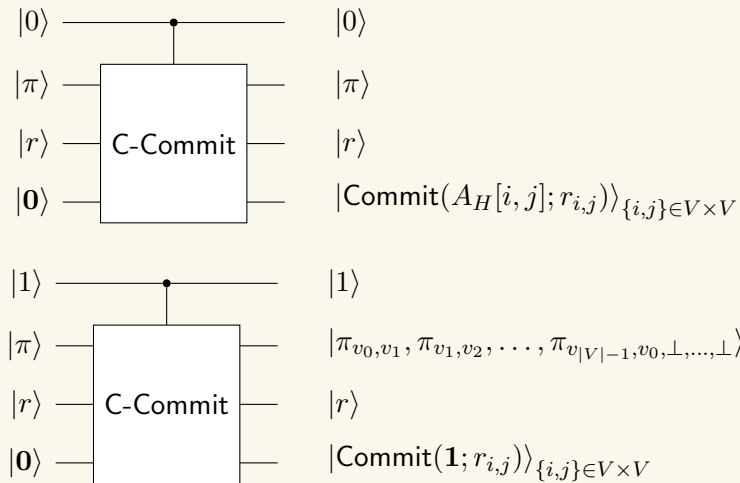 |0⟩ |0⟩
|π⟩ |π⟩
|r⟩ C-Commit |r⟩
|𝟎⟩ |Commit(A_H[i, j]; r_{i,j})⟩_{{i,j}∈V×V}
|1⟩ |1⟩
|π⟩ |π_{v_0,v_1}, π_{v_1,v_2}, . . . , π_{v_{|V|−1},v_0,⊥,...,⊥}⟩
|r⟩ C-Commit |r⟩
|𝟎⟩ |Commit(𝟏; r_{i,j})⟩_{{i,j}∈V×V}